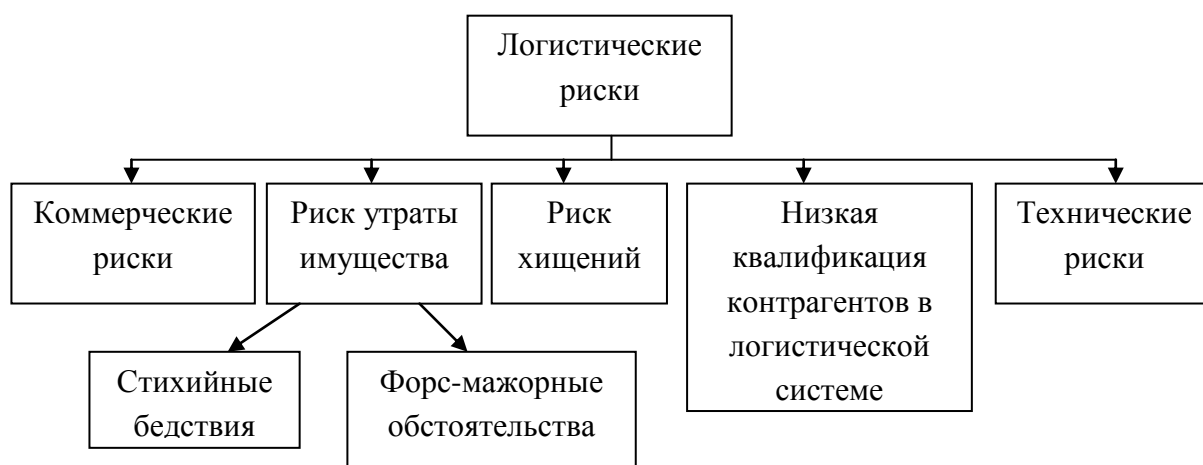 Логистические
риски
Коммерческие
риски
Риск утраты
имущества
Риск
хищений
Низкая
квалификация
контрагентов в
логистической
системе
Технические
риски
Стихийные
бедствия
Форс-мажорные
обстоятельства